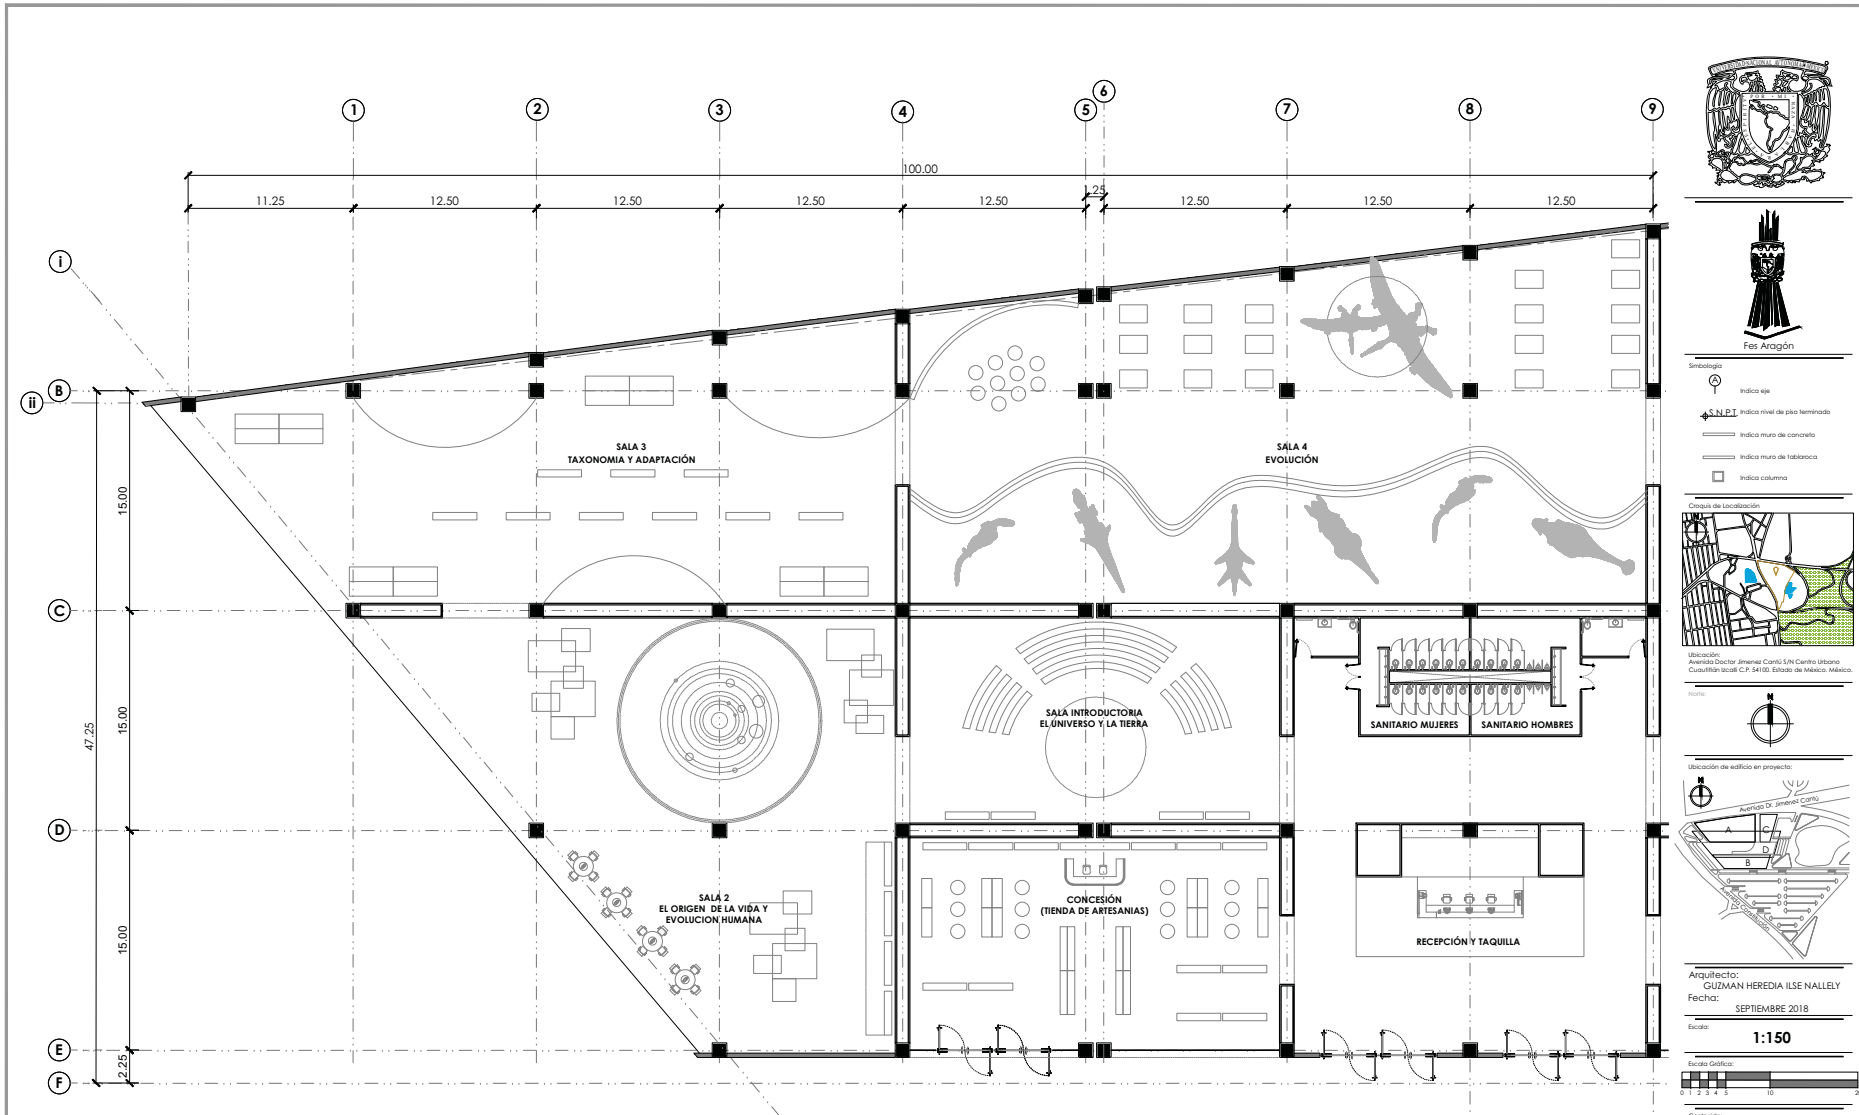 1
2
3
4
5
6
7
8
9
100.00
.25
11.25
12.50
12.50
12.50
12.50
12.50
12.50
12.50
i
B
ii
C
D
E
F
15.00
15.00
15.00
2.25
47.25
SALA 3
TAXONOMIA Y ADAPTACIÓN
SALA 4
EVOLUCIÓN
SALA INTRODUCTORIA
EL UNIVERSO Y LA TIERRA
SANITARIO MUJERES
SANITARIO HOMBRES
SALA 2
EL ORIGEN DE LA VIDA Y
EVOLUCION HUMANA
CONCESIÓN
(TIENDA DE ARTESANIAS)
RECEPCIÓN Y TAQUILLA
Fes Aragón
Simbología
A
Indica eje
S.N.P.T
Indica nivel de piso terminado
Indica muro de concreto
Indica muro de tablaroca
Indica columna
Croquis de Localización
N
Ubicación:
Avenida Doctor Jimenez Cantú S/N Centro Urbano
Cuautitlán Izcalli C.P. 54100. Estado de México. México.
Norte:
N
Ubicación de edificio en proyecto:
N
Avenida Dr. Jimenez Cantú
A
C
D
B
Arquitecto:
GUZMAN HEREDIA ILSE NALLELY
Fecha:
SEPTIEMBRE 2018
Escala:
1:150
Escala Gráfica:
0 1 2 3 4 5 10